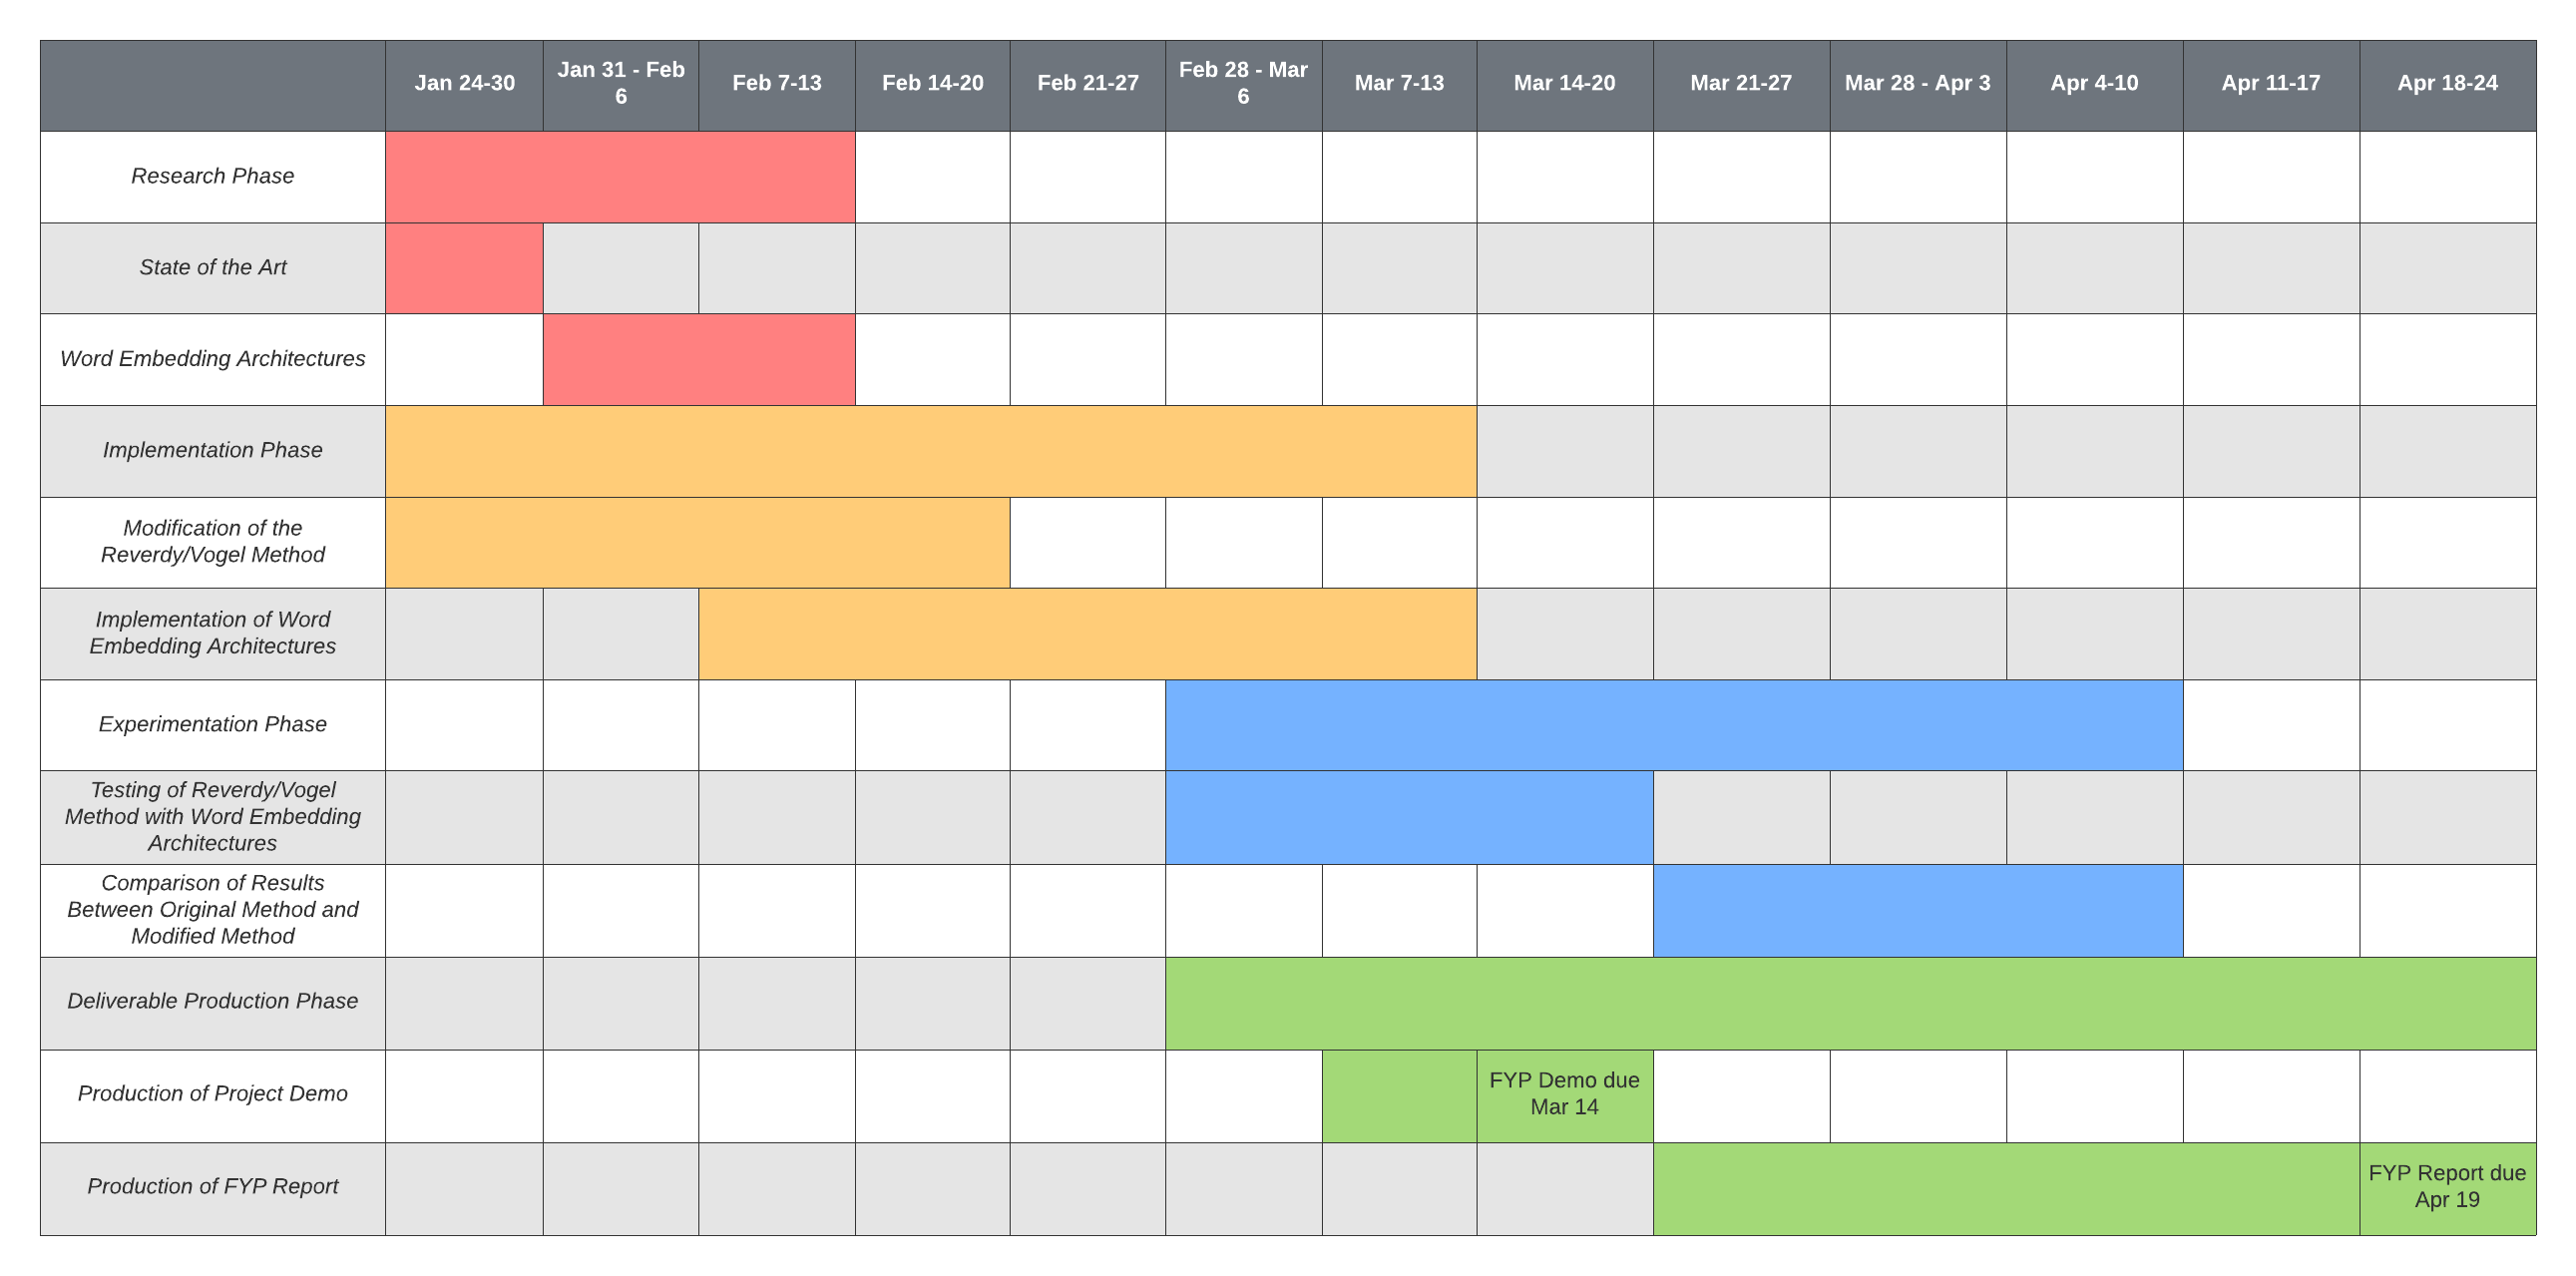 Jan 24-30
Jan 31 - Feb
6
Feb 7-13
Feb 14-20
Feb 21-27
Feb 28 - Mar
6
Mar 7-13
Mar 14-20
Mar 21-27
Mar 28 - Apr 3
Apr 4-10
Apr 11-17
Apr 18-24
Research Phase
State of the Art
Word Embedding Architectures
Implementation Phase
Modification of the
Reverdy/Vogel Method
Implementation of Word
Embedding Architectures
Experimentation Phase
Testing of Reverdy/Vogel
Method with Word Embedding
Architectures
Comparison of Results
Between Original Method and
Modified Method
Deliverable Production Phase
Production of Project Demo
FYP Demo due
Mar 14
Production of FYP Report
FYP Report due
Apr 19